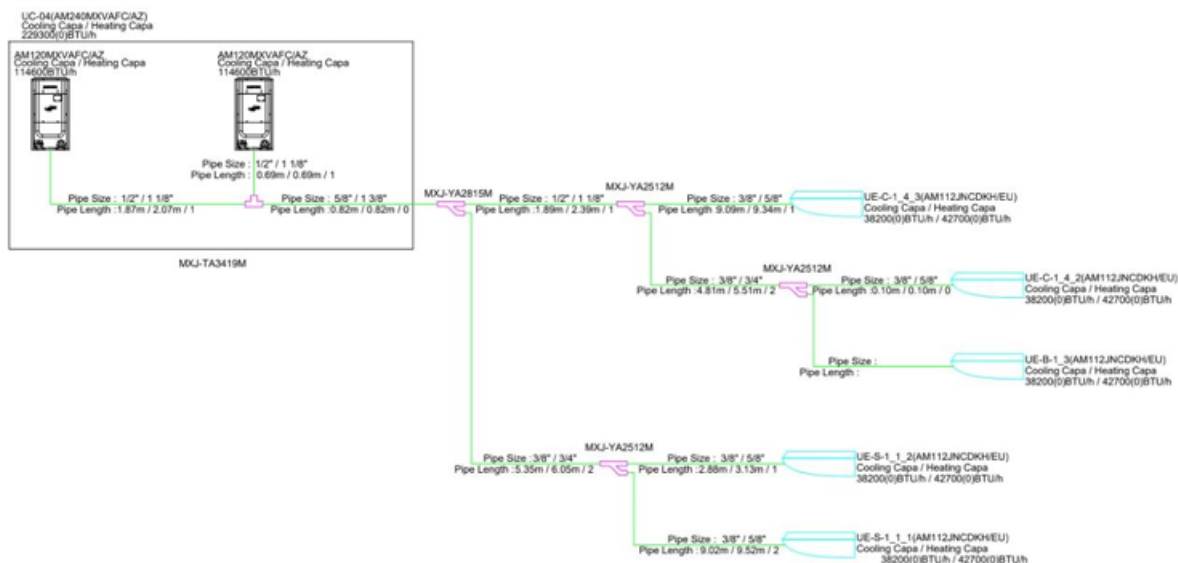 UC-04(AM240MXVAFC/AZ)
Cooling Capa / Heating Capa
229300(0)BTU/h
AM120MXVAFC/AZ
Cooling Capa / Heating Capa
114600BTU/h
AM120MXVAFC/AZ
Cooling Capa / Heating Capa
114600BTU/h
Pipe Size : 1/2" / 1 1/8"
Pipe Length : 0.69m / 0.69m / 1
Pipe Size : 1/2" / 1 1/8"
Pipe Length : 1.87m / 2.07m / 1
Pipe Size : 5/8" / 1 3/8"
Pipe Length : 0.82m / 0.82m / 0
MXJ-TA3419M
MXJ-YA2815M
Pipe Size : 1/2" / 1 1/8"
Pipe Length : 1.89m / 2.39m / 1
MXJ-YA2512M
Pipe Size : 3/8" / 5/8"
Pipe Length : 9.09m / 9.34m / 1
UE-C-1_4_3(AM112JNCDKH/EU)
Cooling Capa / Heating Capa
38200(0)BTU/h / 42700(0)BTU/h
Pipe Size : 3/8" / 3/4"
Pipe Length : 4.81m / 5.51m / 2
MXJ-YA2512M
Pipe Size : 3/8" / 5/8"
Pipe Length : 0.10m / 0.10m / 0
UE-C-1_4_2(AM112JNCDKH/EU)
Cooling Capa / Heating Capa
38200(0)BTU/h / 42700(0)BTU/h
Pipe Size :
Pipe Length :
UE-B-1_3(AM112JNCDKH/EU)
Cooling Capa / Heating Capa
38200(0)BTU/h / 42700(0)BTU/h
Pipe Size : 3/8" / 3/4"
Pipe Length : 5.35m / 6.05m / 2
MXJ-YA2512M
Pipe Size : 3/8" / 5/8"
Pipe Length : 2.88m / 3.13m / 1
UE-S-1_1_2(AM112JNCDKH/EU)
Cooling Capa / Heating Capa
38200(0)BTU/h / 42700(0)BTU/h
Pipe Size : 3/8" / 5/8"
Pipe Length : 9.02m / 9.52m / 2
UE-S-1_1_1(AM112JNCDKH/EU)
Cooling Capa / Heating Capa
38200(0)BTU/h / 42700(0)BTU/h